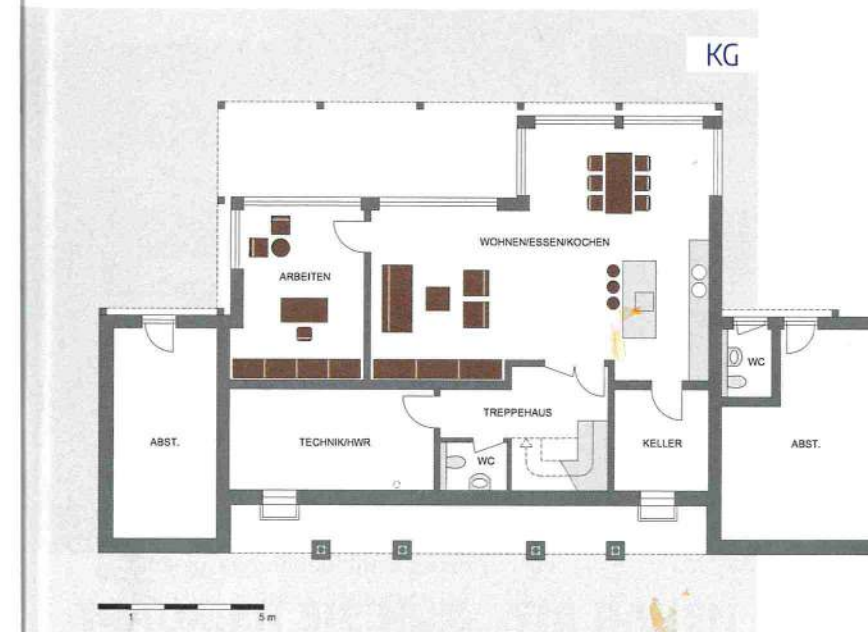 KG
WOHNEN/ESSEN/KOCHEN
ARBEITEN
WC
ABST.
TECHNIK/HWR
TREPPEHAUS
WC
KELLER
ABST.
1
5 m